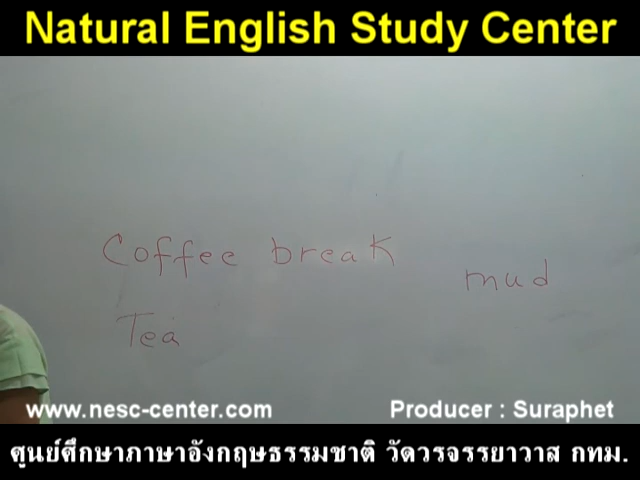 Natural English Study Center
Coffee break
mud
Tea
www.nesc-center.com
Producer : Suraphet
ศูนย์ศึกษาภาษาอังกฤษธรรมชาติ วัดวรจรรยาวาส กทม.